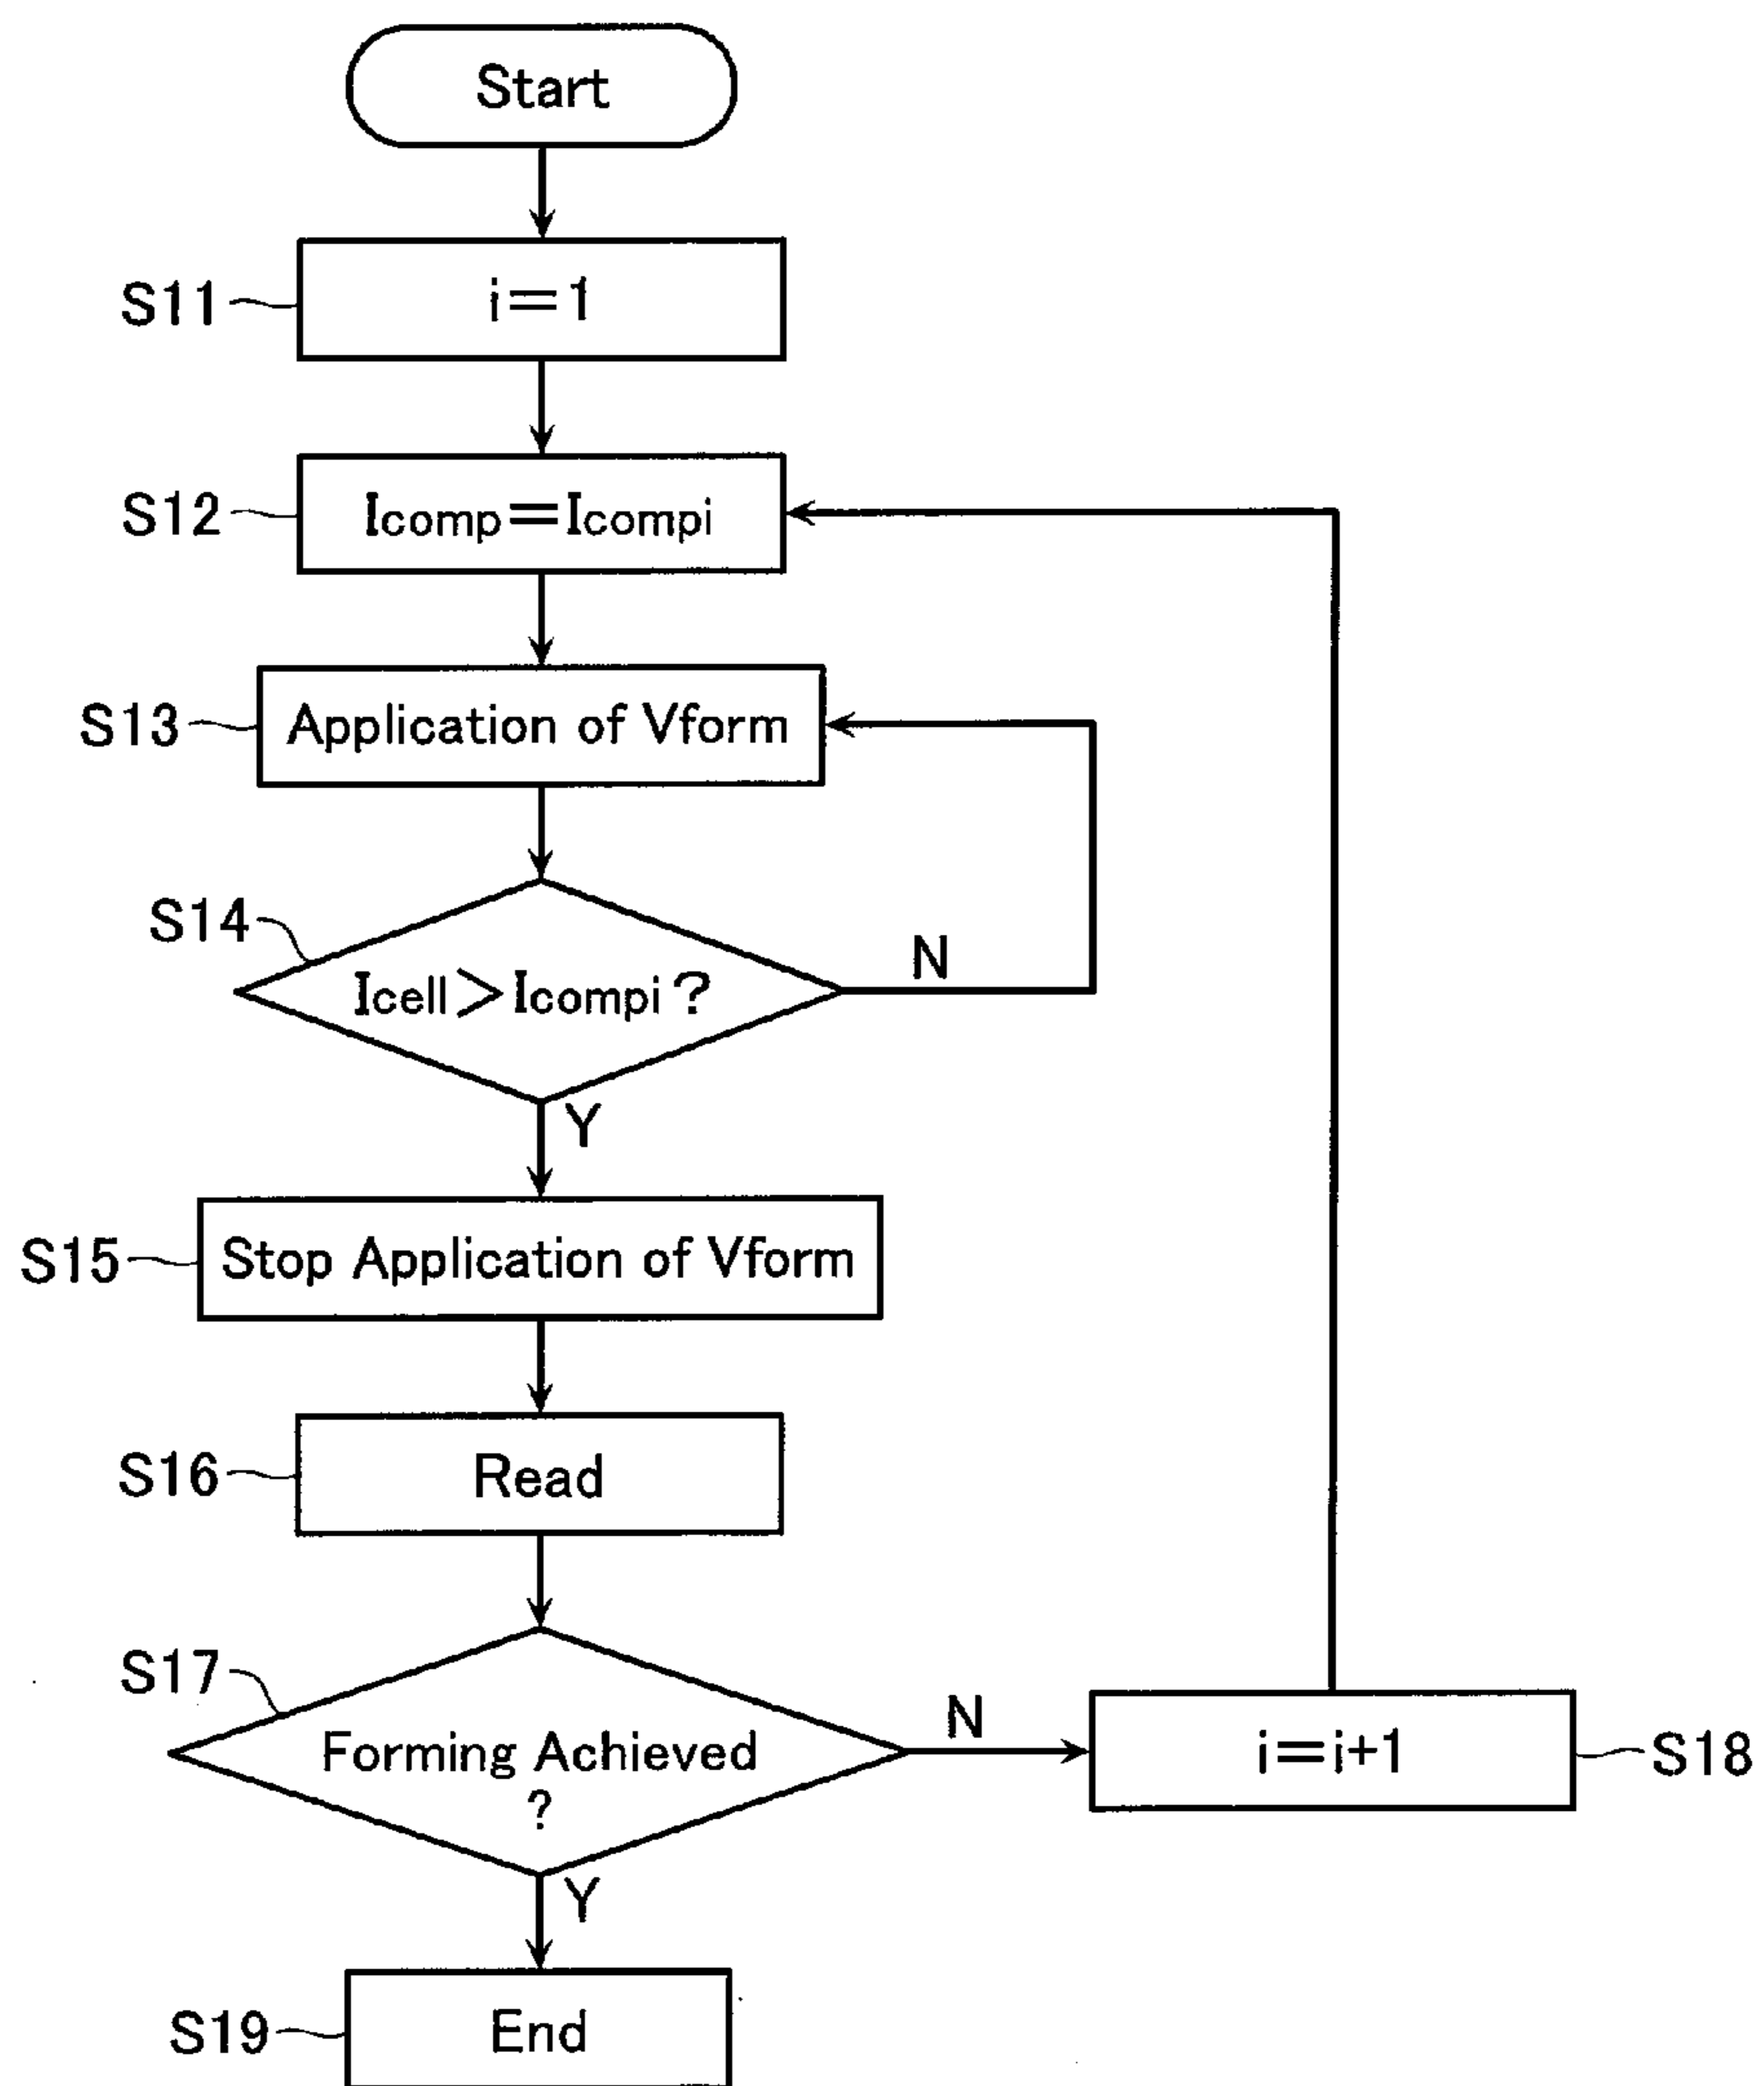 Start
S11
i=1
S12
Icomp=Icompi
S13
Application of Vform
S14
Icell>Icompi?
N
Y
S15
Stop Application of Vform
S16
Read
S17
Forming Achieved
?
N
i=i+1
S18
Y
S19
End